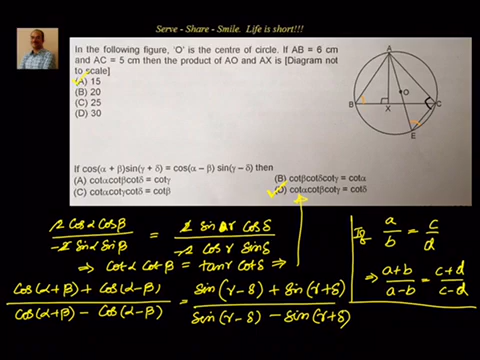 Serve - Share - Smile. Life is short!!!
In the following figure, 'O' is the centre of circle. If AB = 6 cm
and AC = 5 cm then the product of AO and AX is [Diagram not
to scale]
(A) 15
(B) 20
(C) 25
(D) 30
A
B
O
X
C
E
If cos(α + β)sin(γ + δ) = cos(α – β) sin(γ – δ) then
(A) cotαcotβcotδ = cotγ
(B) cotβcotδcotγ = cotα
(C) cotαcotγcotδ = cotβ
(D) cotαcotβcotγ = cotδ
2 cosα cosβ / -2 sinα sinβ = 2 sinr cosδ / -2 cosr sinδ
⇒ cotα cotβ = tanr cotδ ⇒
cos(α+β) + cos(α-β) / cos(α+β) - cos(α-β) = sin(r-δ) + sin(r+δ) / sin(r-δ) - sin(r+δ)
If a/b = c/d
⇒ a+b / a-b = c+d / c-d